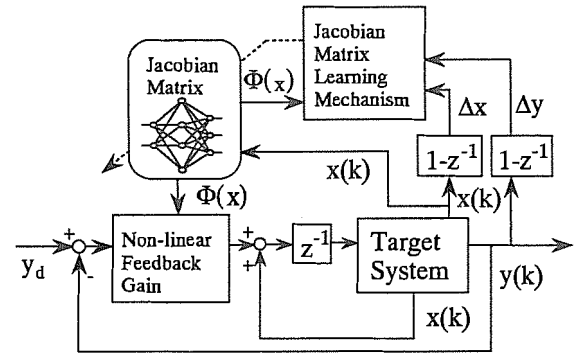 Jacobian
Matrix
Learning
Mechanism
Jacobian
Matrix
Φ(x)
Δx
Δy
1-z⁻¹
1-z⁻¹
x(k)
x(k)
Φ(x)
+
-
y_d
Non-linear
Feedback
Gain
+
+
z⁻¹
Target
System
y(k)
x(k)